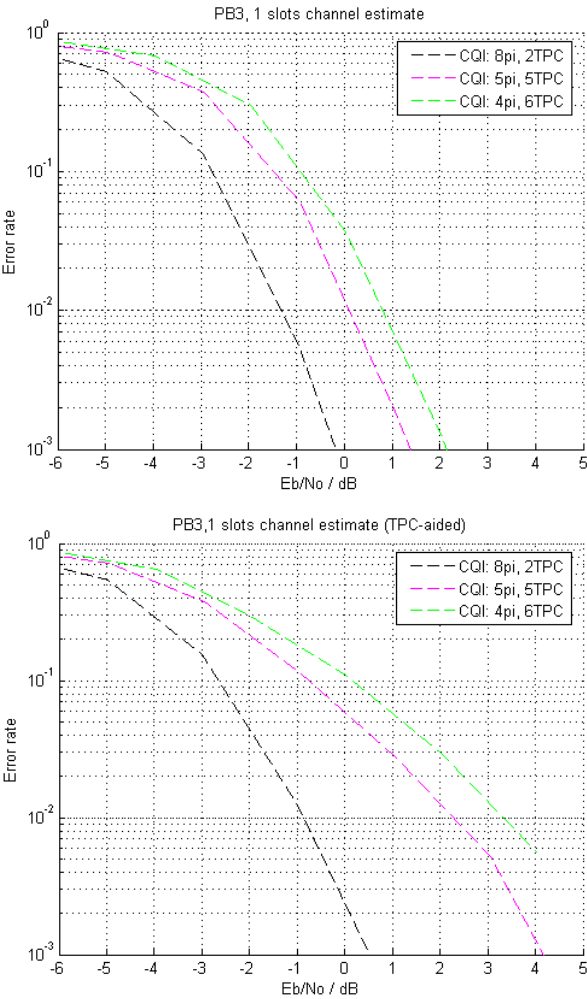 PB3, 1 slots channel estimate
10^0
CQI: 8pi, 2TPC
CQI: 5pi, 5TPC
CQI: 4pi, 6TPC
10^-1
Error rate
10^-2
10^-3
-6 -5 -4 -3 -2 -1 0 1 2 3 4 5
Eb/No / dB
PB3,1 slots channel estimate (TPC-aided)
10^0
CQI: 8pi, 2TPC
CQI: 5pi, 5TPC
CQI: 4pi, 6TPC
10^-1
Error rate
10^-2
10^-3
-6 -5 -4 -3 -2 -1 0 1 2 3 4 5
Eb/No / dB